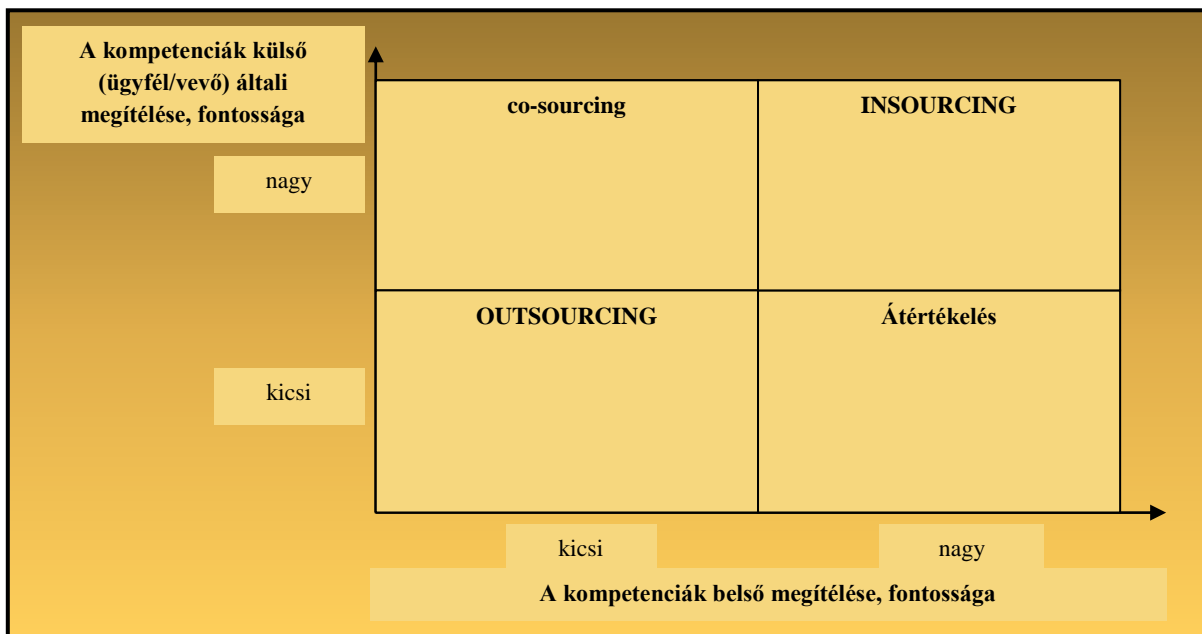 A kompetenciák külső
(ügyfél/vevő) általi
megítélése, fontossága
co-sourcing
INSOURCING
nagy
OUTSOURCING
Átértékelés
kicsi
kicsi
nagy
A kompetenciák belső megítélése, fontossága